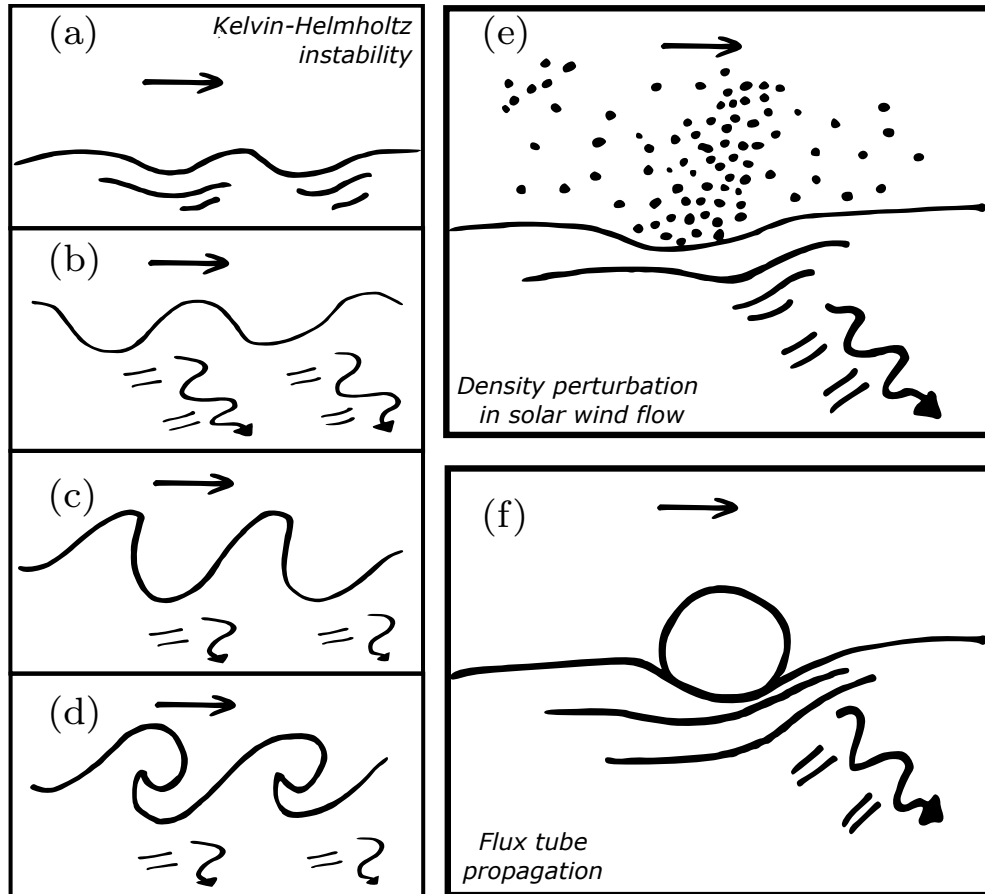 (a)
Kelvin-Helmholtz
instability
(b)
(c)
(d)
(e)
Density perturbation
in solar wind flow
(f)
Flux tube
propagation